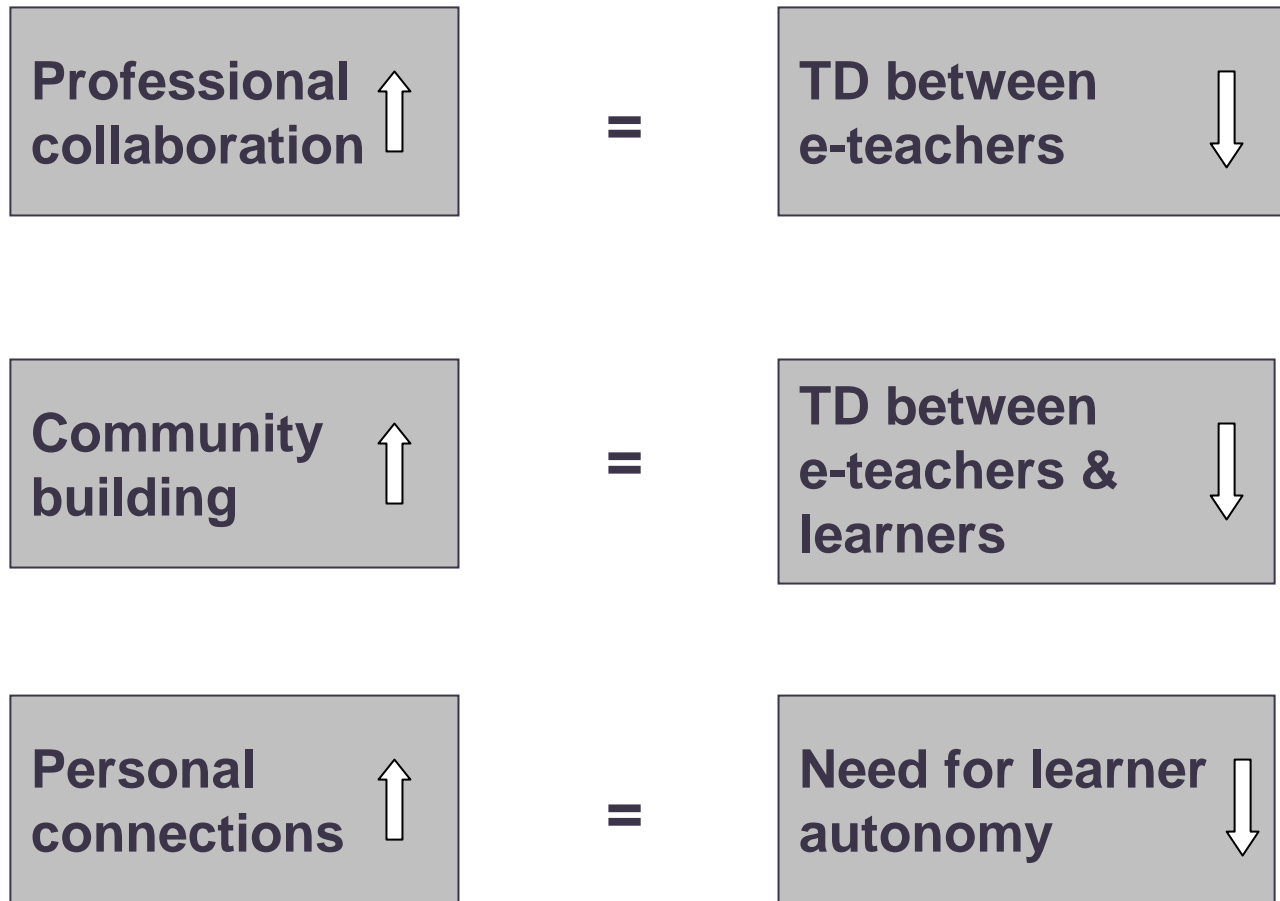 Professional
collaboration
=
TD between
e-teachers
Community
building
=
TD between
e-teachers &
learners
Personal
connections
=
Need for learner
autonomy